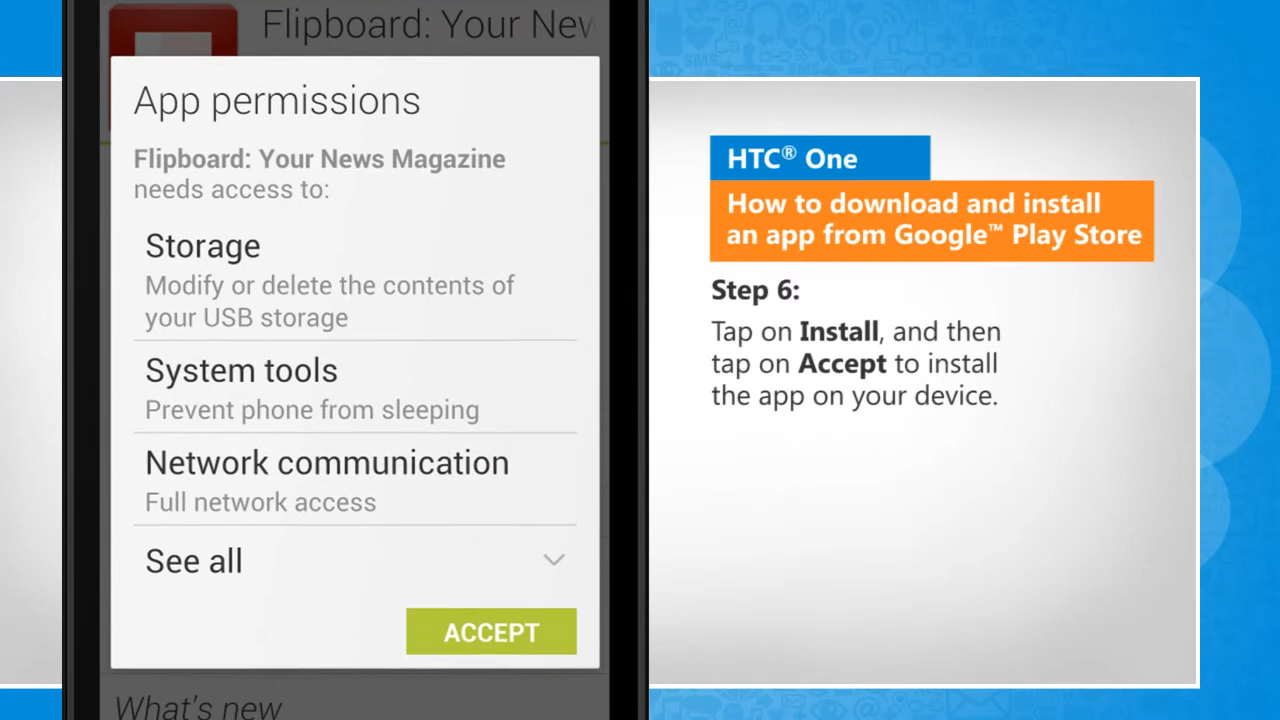 Flipboard: Your New
App permissions
Flipboard: Your News Magazine
needs access to:
Storage
Modify or delete the contents of
your USB storage
System tools
Prevent phone from sleeping
Network communication
Full network access
See all
ACCEPT
What's new
HTC® One
How to download and install
an app from Google™ Play Store
Step 6:
Tap on Install, and then
tap on Accept to install
the app on your device.